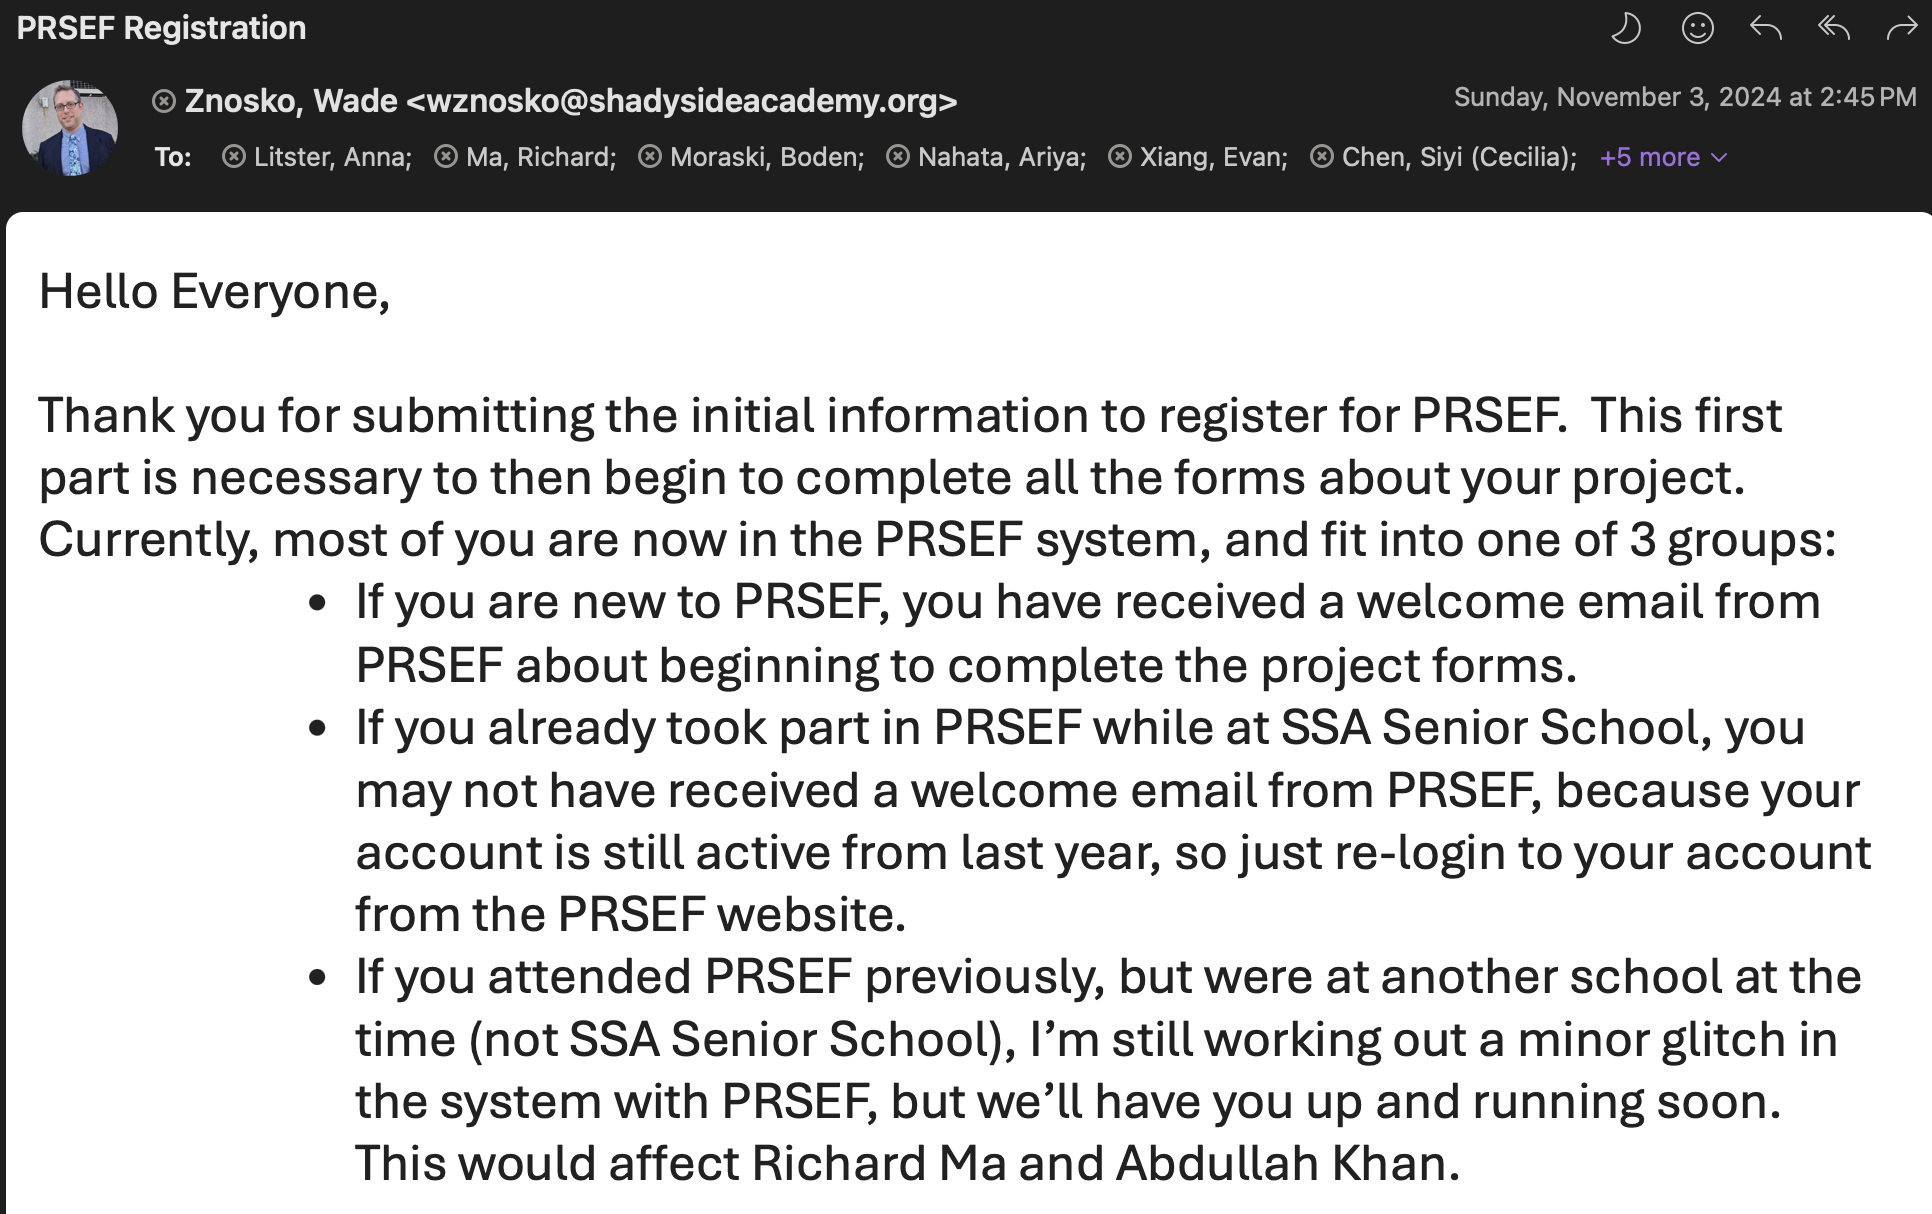 PRSEF Registration
Znosko, Wade <wznosko@shadysideacademy.org>
Sunday, November 3, 2024 at 2:45 PM
To: Litster, Anna; Ma, Richard; Moraski, Boden; Nahata, Ariya; Xiang, Evan; Chen, Siyi (Cecilia); +5 more
Hello Everyone,
Thank you for submitting the initial information to register for PRSEF.  This first
part is necessary to then begin to complete all the forms about your project.
Currently, most of you are now in the PRSEF system, and fit into one of 3 groups:
• If you are new to PRSEF, you have received a welcome email from
PRSEF about beginning to complete the project forms.
• If you already took part in PRSEF while at SSA Senior School, you
may not have received a welcome email from PRSEF, because your
account is still active from last year, so just re-login to your account
from the PRSEF website.
• If you attended PRSEF previously, but were at another school at the
time (not SSA Senior School), I’m still working out a minor glitch in
the system with PRSEF, but we’ll have you up and running soon.
This would affect Richard Ma and Abdullah Khan.